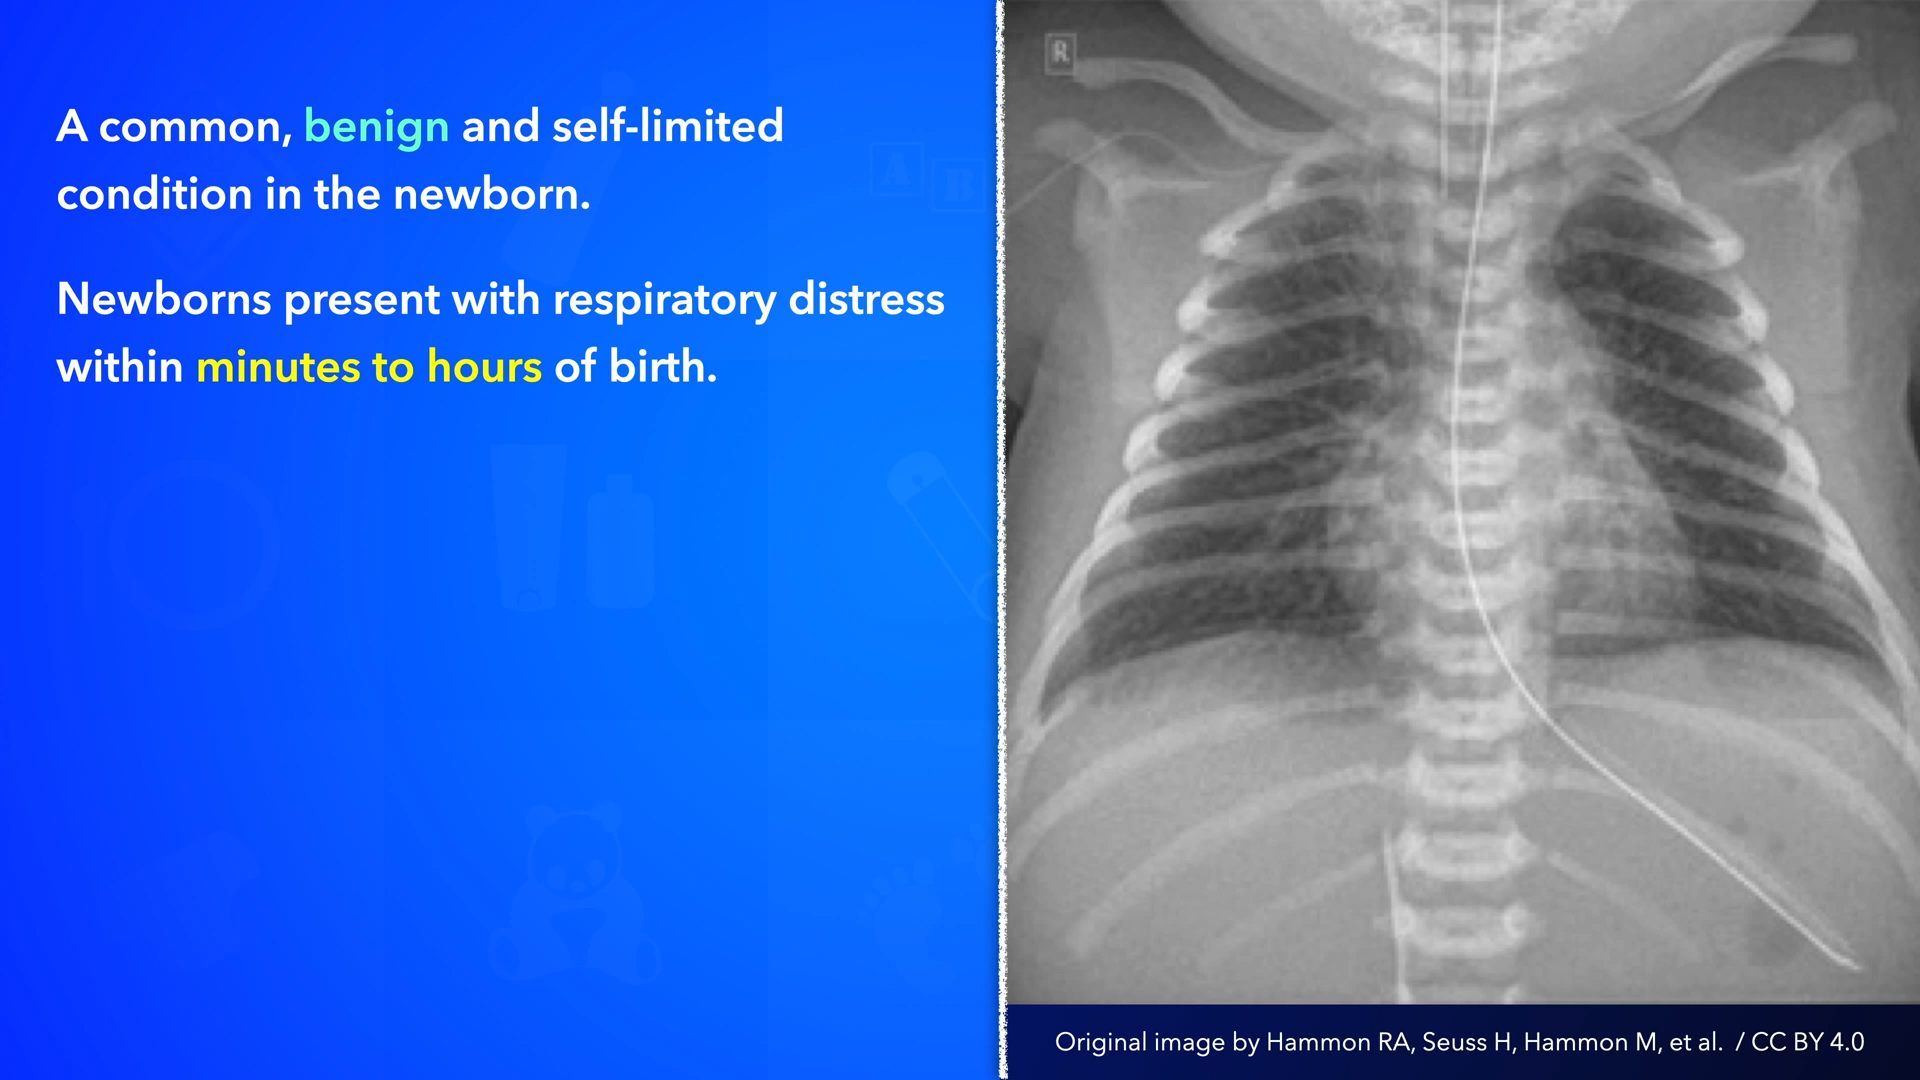 A common, benign and self-limited
condition in the newborn.
Newborns present with respiratory distress
within minutes to hours of birth.
A B
R
Original image by Hammon RA, Seuss H, Hammon M, et al. / CC BY 4.0